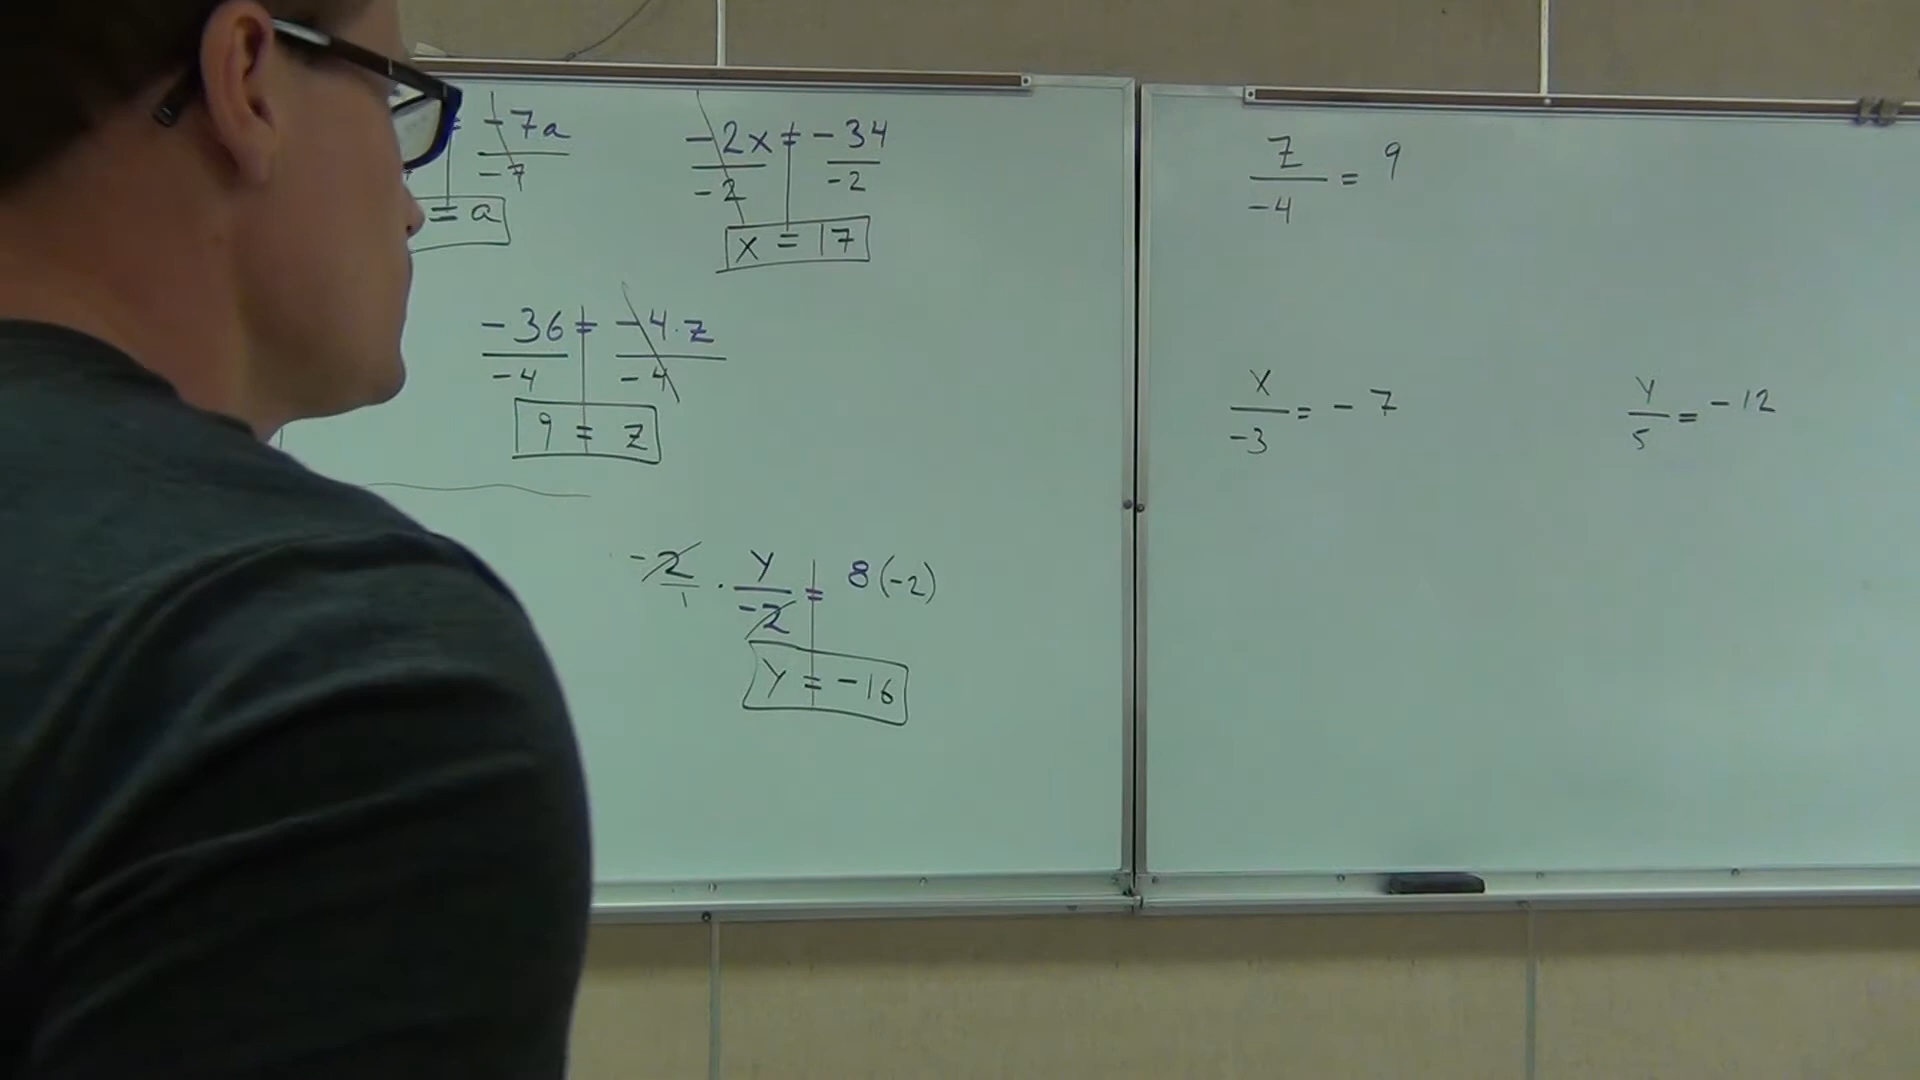 = -7a
-7
= a
-2x = -34
-2 -2
x = 17
-36 = -4·z
-4 -4
9 = z
-2/1 · y/-2 = 8(-2)
y = -16
z/-4 = 9
x/-3 = -7
y/5 = -12